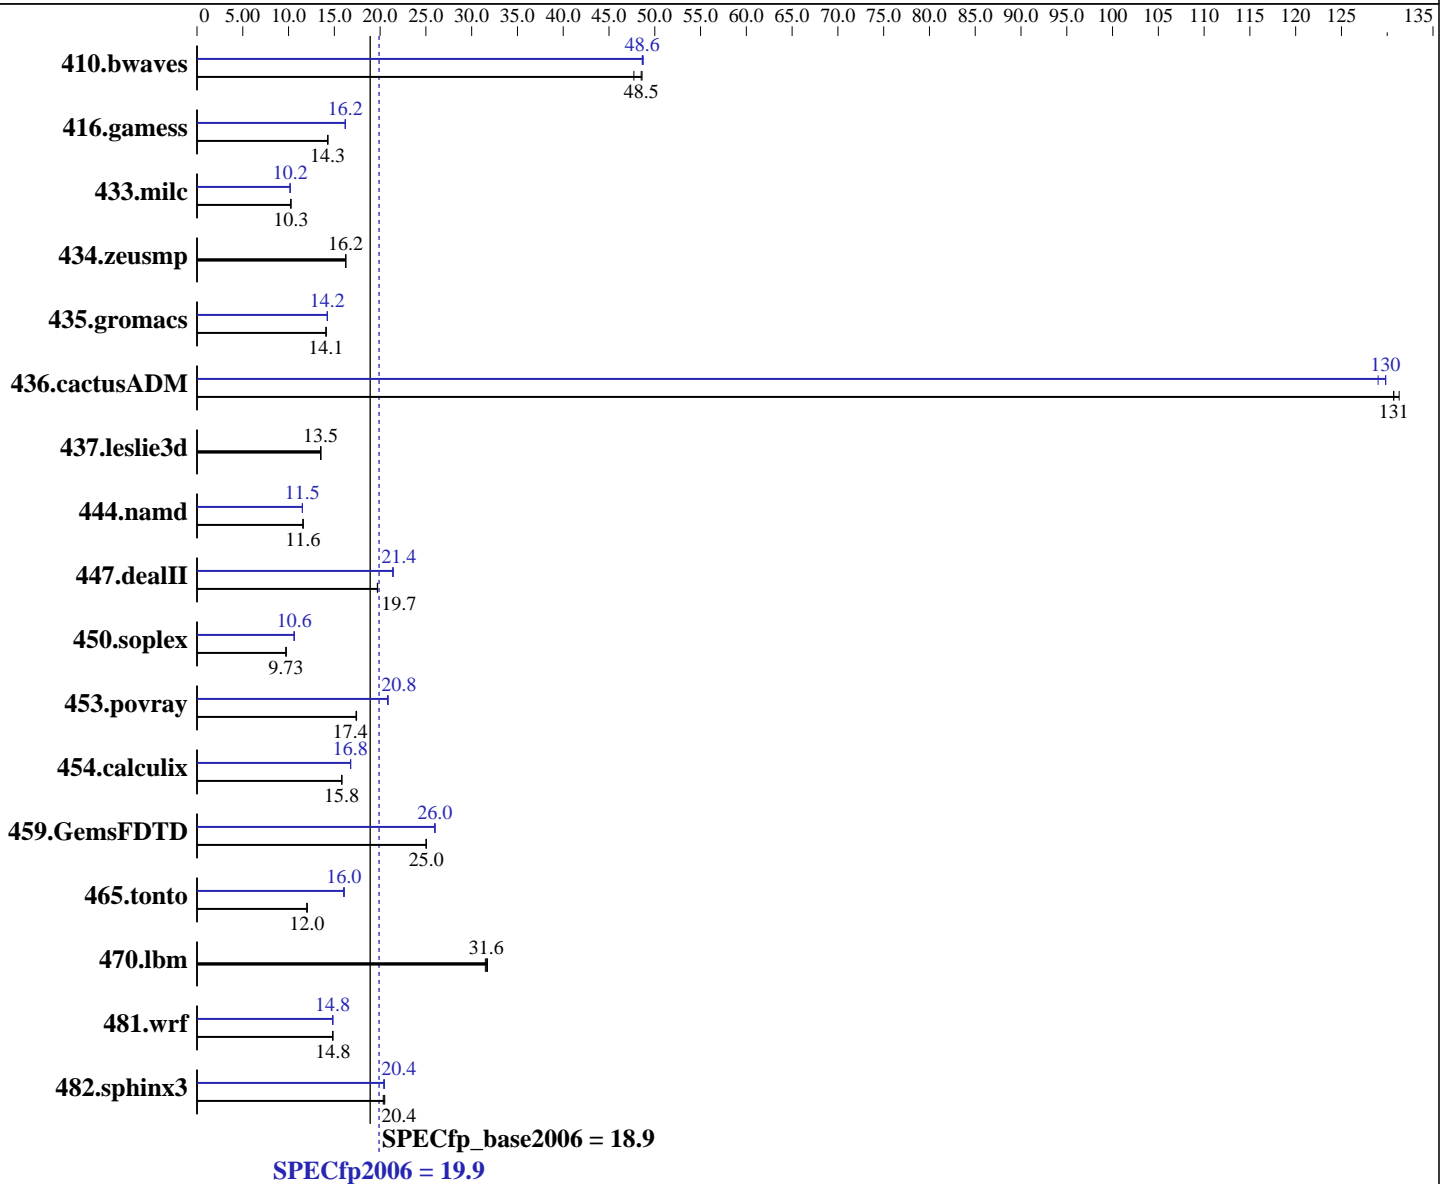 0 5.00 10.0 15.0 20.0 25.0 30.0 35.0 40.0 45.0 50.0 55.0 60.0 65.0 70.0 75.0 80.0 85.0 90.0 95.0 100 105 110 115 120 125 135
410.bwaves 48.6
48.5
416.gamess 16.2
14.3
433.milc 10.2
10.3
434.zeusmp 16.2
435.gromacs 14.2
14.1
436.cactusADM 130
131
437.leslie3d 13.5
444.namd 11.5
11.6
447.dealII 21.4
19.7
450.soplex 10.6
9.73
453.povray 20.8
17.4
454.calculix 16.8
15.8
459.GemsFDTD 26.0
25.0
465.tonto 16.0
12.0
470.lbm 31.6
481.wrf 14.8
14.8
482.sphinx3 20.4
20.4
SPECfp_base2006 = 18.9
SPECfp2006 = 19.9